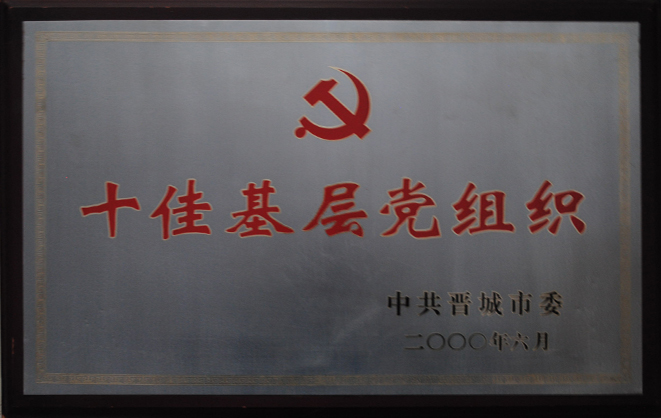 十佳基层党组织
中共晋城市委
二〇〇〇年六月